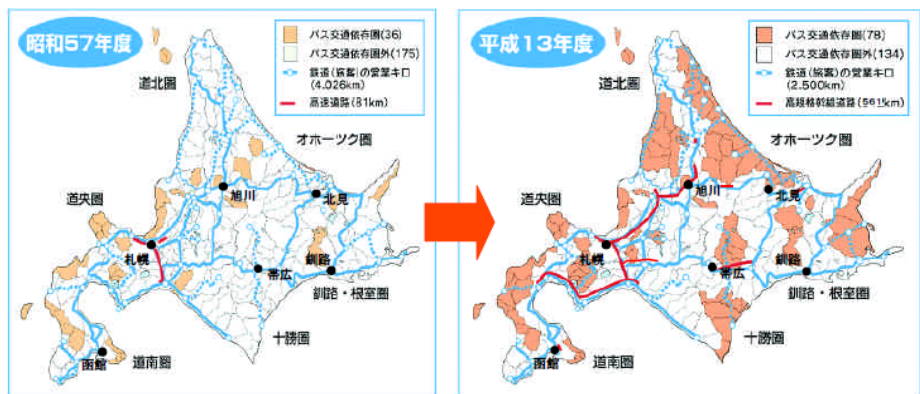 昭和57年度
バス交通依存圏(36)
バス交通依存圏外(175)
鉄道(旅客)の営業キロ
(4.026km)
高速道路(81km)
道北圏
オホーツク圏
道央圏
旭川
北見
札幌
釧路
帯広
釧路・根室圏
十勝圏
函館
道南圏
平成13年度
バス交通依存圏(78)
バス交通依存圏外(134)
鉄道(旅客)の営業キロ
(2.500km)
高規格幹線道路(561km)
道北圏
オホーツク圏
道央圏
旭川
北見
札幌
釧路
帯広
釧路・根室圏
十勝圏
函館
道南圏